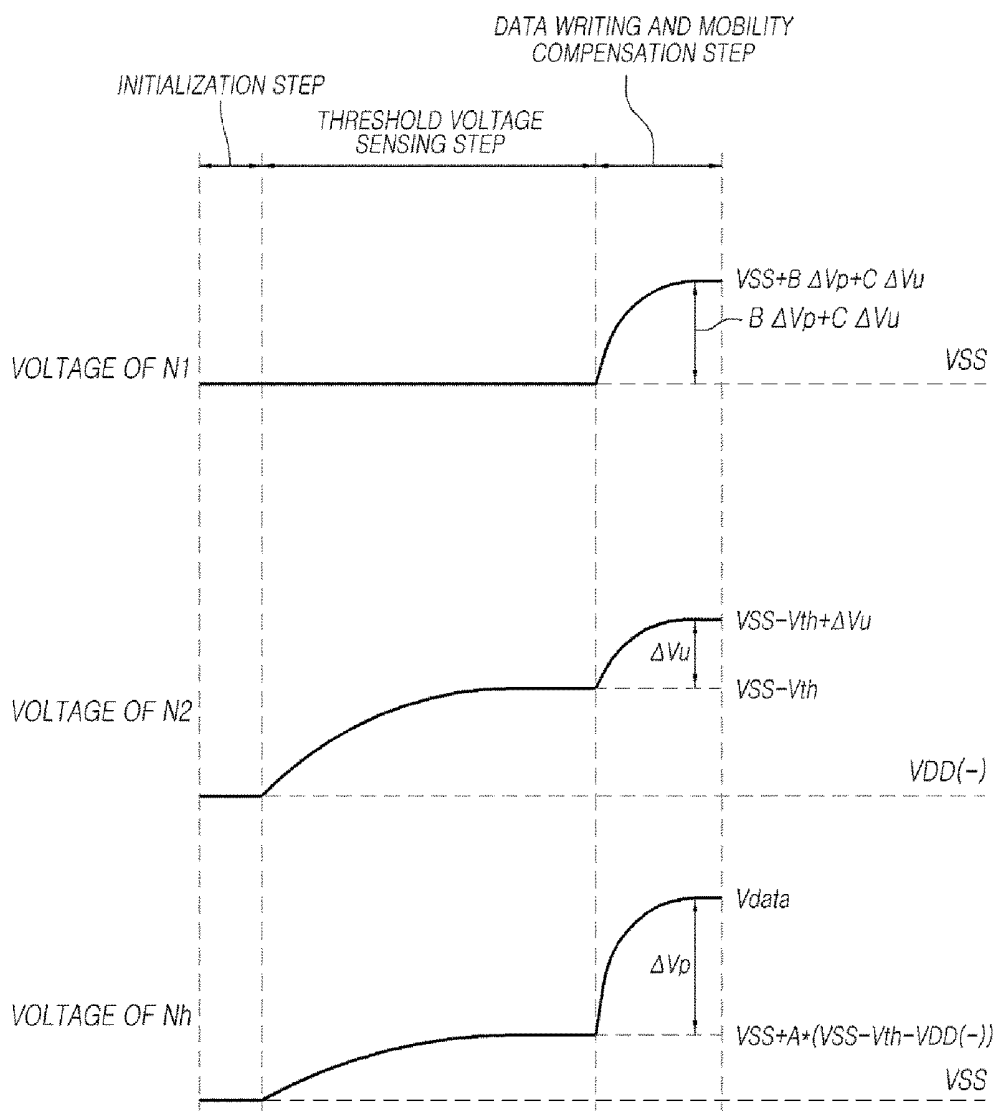 DATA WRITING AND MOBILITY
COMPENSATION STEP
INITIALIZATION STEP
THRESHOLD VOLTAGE
SENSING STEP
VSS+B ΔVp+C ΔVu
B ΔVp+C ΔVu
VOLTAGE OF N1
VSS
VSS-Vth+ΔVu
ΔVu
VSS-Vth
VOLTAGE OF N2
VDD(-)
Vdata
ΔVp
VOLTAGE OF Nh
VSS+A*(VSS-Vth-VDD(-))
VSS